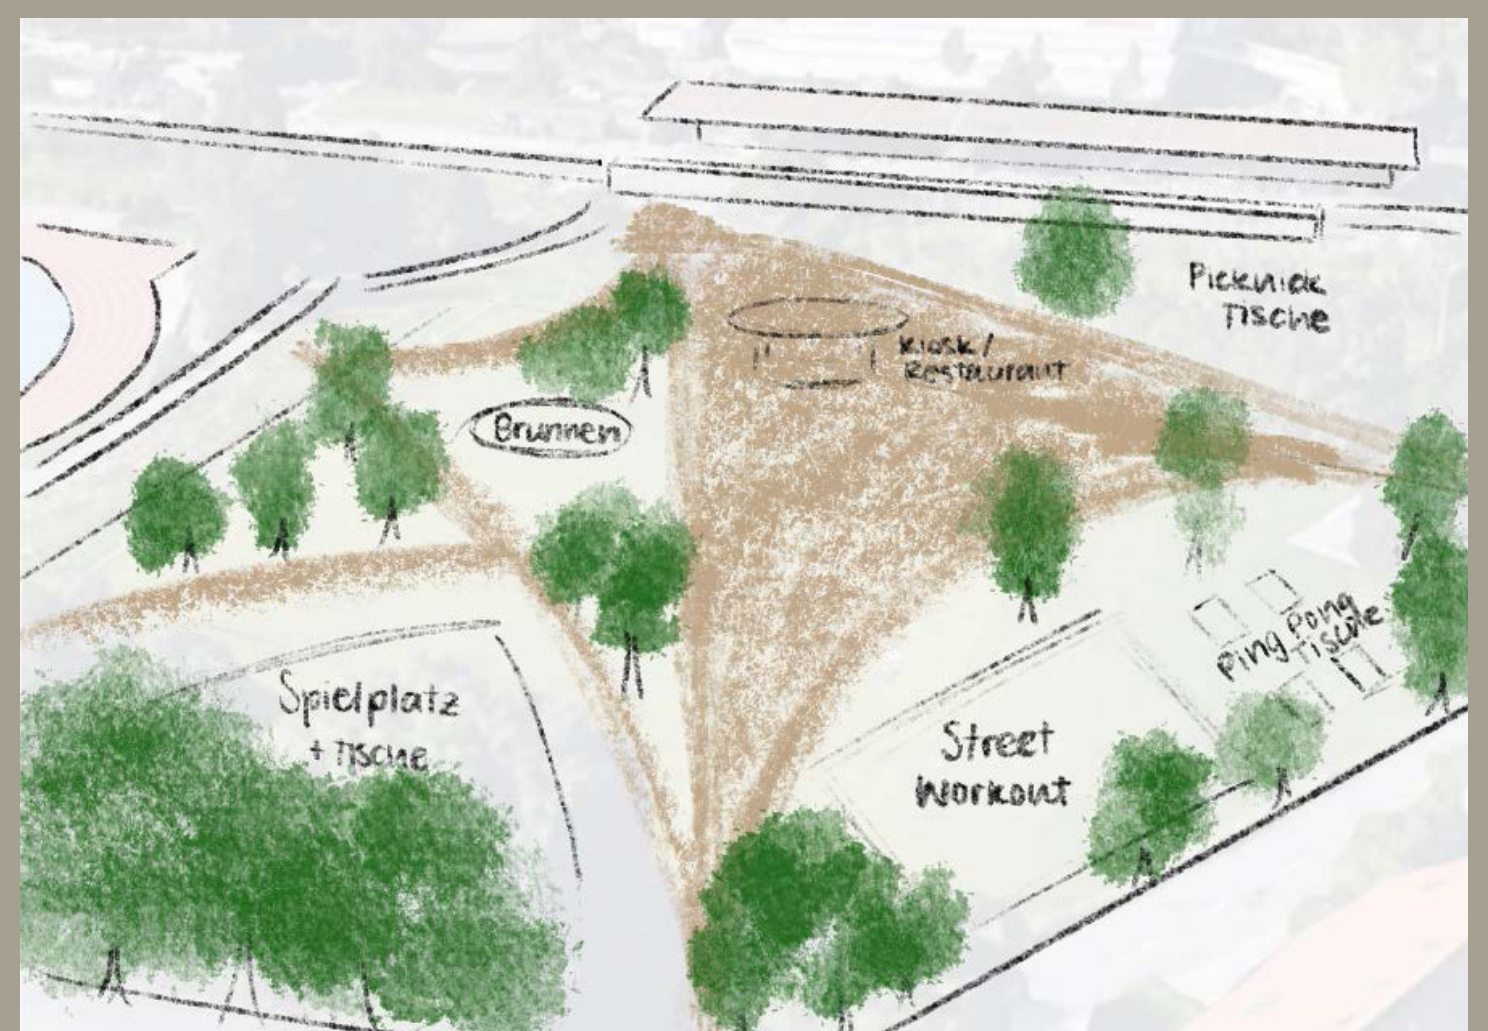 Picknick
Tische
Kiosk/
Restaurant
Brunnen
Ping Pong
Tische
Spielplatz
+ Tische
Street
Workout